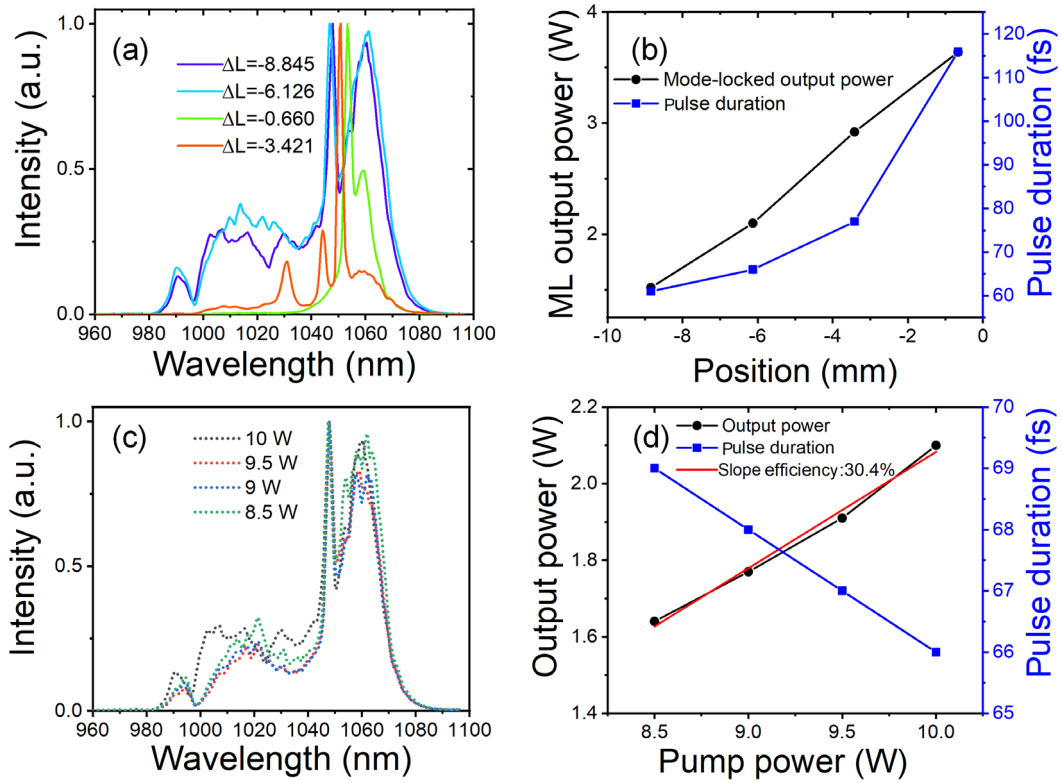 (a)
ΔL=-8.845
ΔL=-6.126
ΔL=-0.660
ΔL=-3.421
Intensity (a.u.)
1.0
0.5
0.0
960 980 1000 1020 1040 1060 1080 1100
Wavelength (nm)
(b)
Mode-locked output power
Pulse duration
ML output power (W)
4
3
2
Pulse duration (fs)
120
110
100
90
80
70
60
-10 -8 -6 -4 -2 0
Position (mm)
(c)
10 W
9.5 W
9 W
8.5 W
Intensity (a.u.)
1.0
0.5
0.0
960 980 1000 1020 1040 1060 1080 1100
Wavelength (nm)
(d)
Output power
Pulse duration
Slope efficiency:30.4%
Output power (W)
2.2
2.0
1.8
1.6
1.4
Pulse duration (fs)
70
69
68
67
66
65
8.5 9.0 9.5 10.0
Pump power (W)